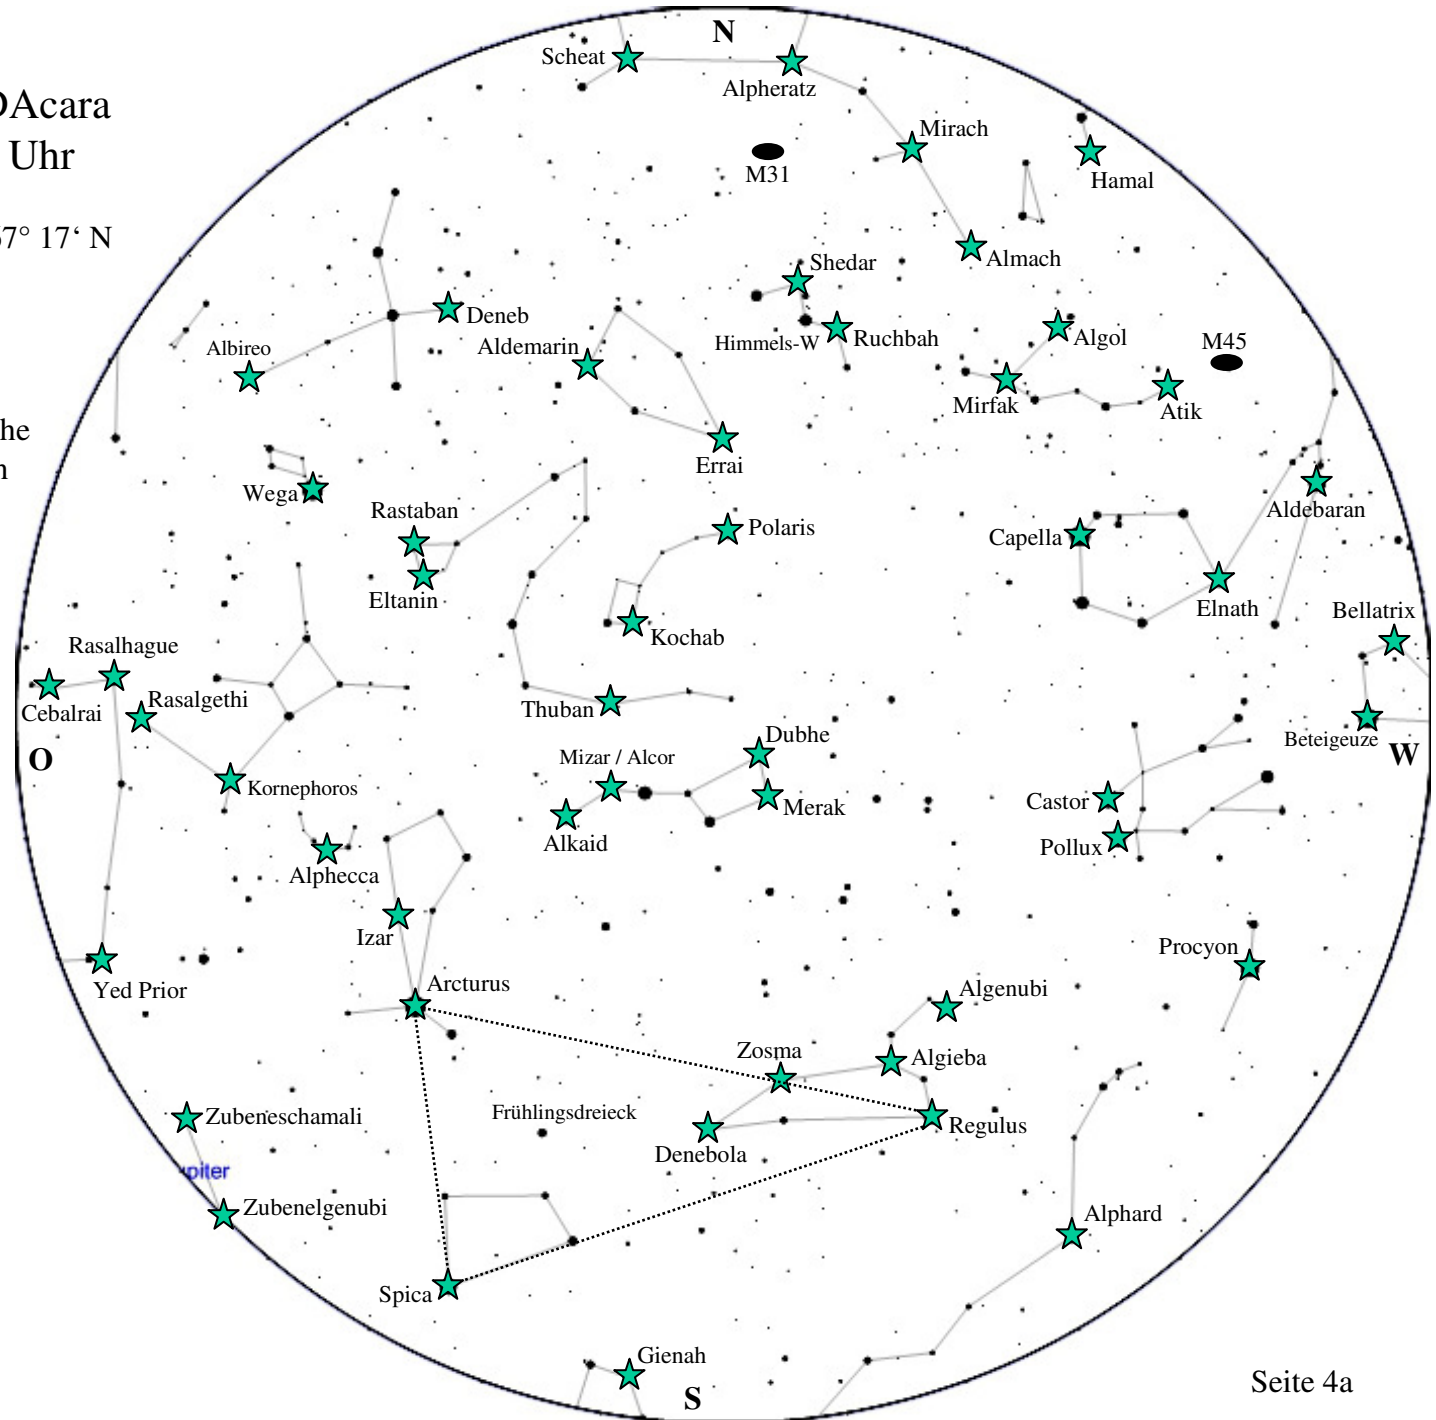 N
Scheat
Alpheratz
DAcara
Uhr
Mirach
M31
Hamal
7° 17‘ N
Almach
Shedar
Deneb
Himmels-W
Ruchbah
Algol
M45
Albireo
Aldemarin
Mirfak
Atik
he
n
Errai
Wega
Rastaban
Polaris
Capella
Aldebaran
Eltanin
Elnath
Bellatrix
Kochab
Rasalhague
Cebalrai
Rasalgethi
Thuban
O
Dubhe
Beteigeuze
W
Mizar / Alcor
Kornephoros
Merak
Castor
Alkaid
Pollux
Alphecca
Izar
Procyon
Yed Prior
Arcturus
Algenubi
Zosma
Algieba
Zubeneschamali
Frühlingsdreieck
Regulus
Denebola
piter
Zubenelgenubi
Alphard
Spica
Gienah
S
Seite 4a